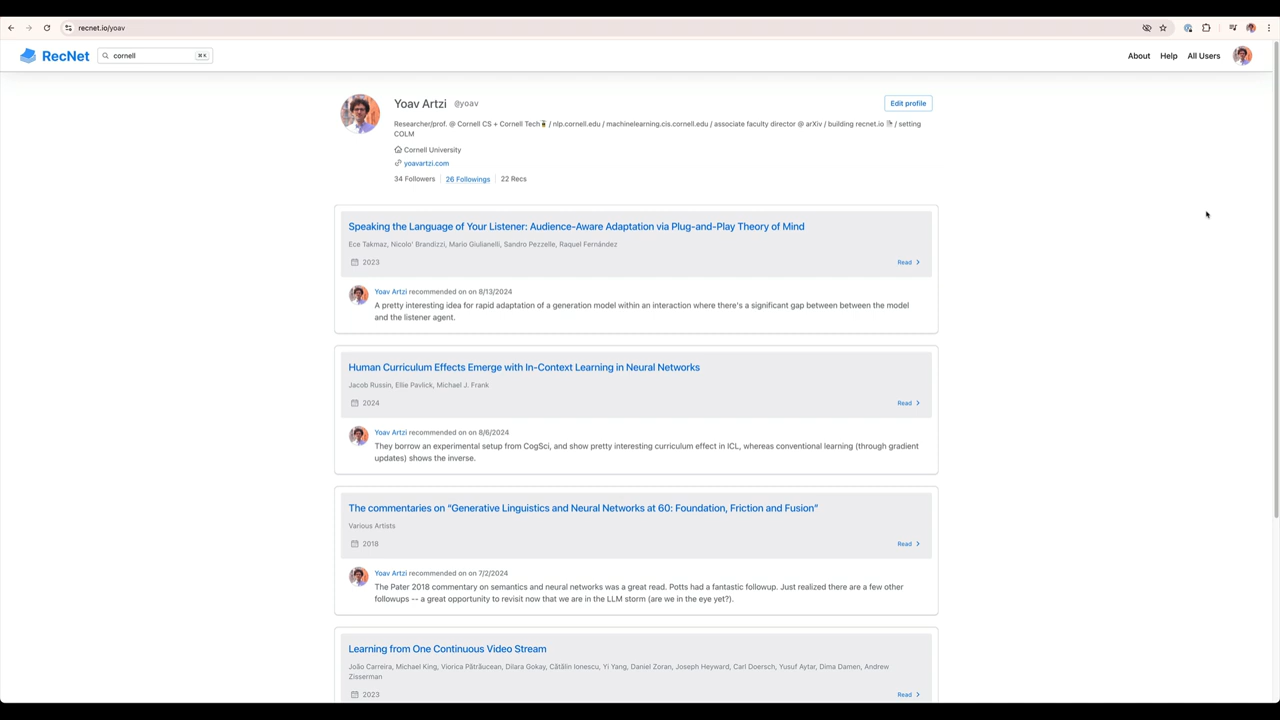 recnet.io/yoav
RecNet
cornell
⌘K
About
Help
All Users
Yoav Artzi @yoav
Edit profile
Researcher/prof. @ Cornell CS + Cornell Tech / nlp.cornell.edu / machinelearning.cis.cornell.edu / associate faculty director @ arXiv / building recnet.io / setting
COLM
Cornell University
yoavartzi.com
34 Followers
26 Followings
22 Recs
Speaking the Language of Your Listener: Audience-Aware Adaptation via Plug-and-Play Theory of Mind
Ece Takmaz, Nicolo' Brandizzi, Mario Giulianelli, Sandro Pezzelle, Raquel Fernández
2023
Read
Yoav Artzi recommended on on 8/13/2024
A pretty interesting idea for rapid adaptation of a generation model within an interaction where there's a significant gap between between the model
and the listener agent.
Human Curriculum Effects Emerge with In-Context Learning in Neural Networks
Jacob Russin, Ellie Pavlick, Michael J. Frank
2024
Read
Yoav Artzi recommended on on 8/6/2024
They borrow an experimental setup from CogSci, and show pretty interesting curriculum effect in ICL, whereas conventional learning (through gradient
updates) shows the inverse.
The commentaries on “Generative Linguistics and Neural Networks at 60: Foundation, Friction and Fusion”
Various Artists
2018
Read
Yoav Artzi recommended on on 7/2/2024
The Pater 2018 commentary on semantics and neural networks was a great read. Potts had a fantastic followup. Just realized there are a few other
followups -- a great opportunity to revisit now that we are in the LLM storm (are we in the eye yet?).
Learning from One Continuous Video Stream
João Carreira, Michael King, Viorica Pătrăucean, Dilara Gokay, Cătălin Ionescu, Yi Yang, Daniel Zoran, Joseph Heyward, Carl Doersch, Yusuf Aytar, Dima Damen, Andrew
Zisserman
2023
Read